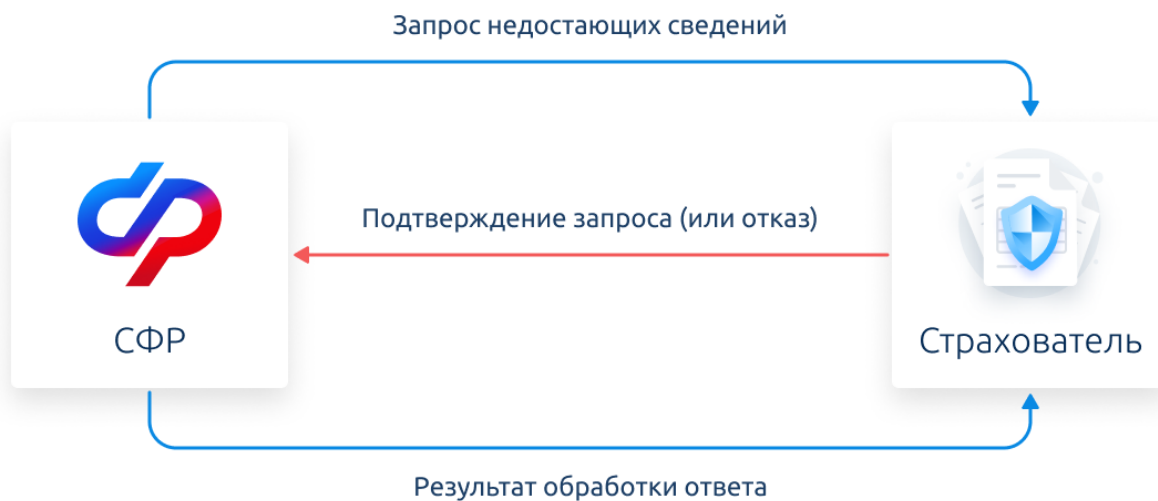 Запрос недостающих сведений
Подтверждение запроса (или отказ)
СФР
Страхователь
Результат обработки ответа